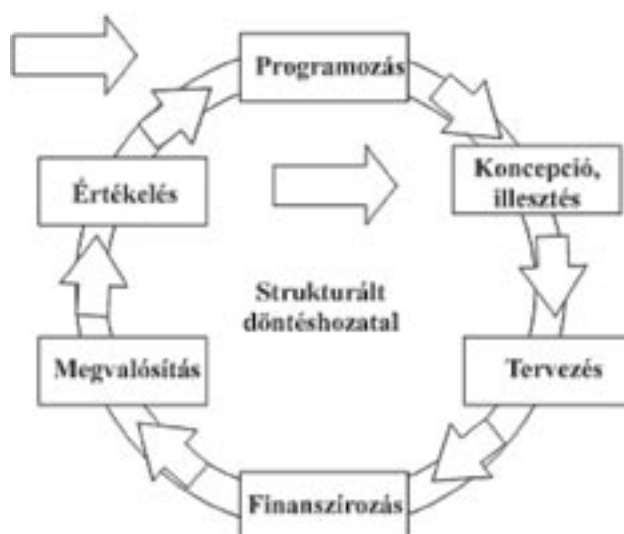 Programozás
Koncepció,
illesztés
Tervezés
Finanszírozás
Megvalósítás
Értékelés
Strukturált
döntéshozatal